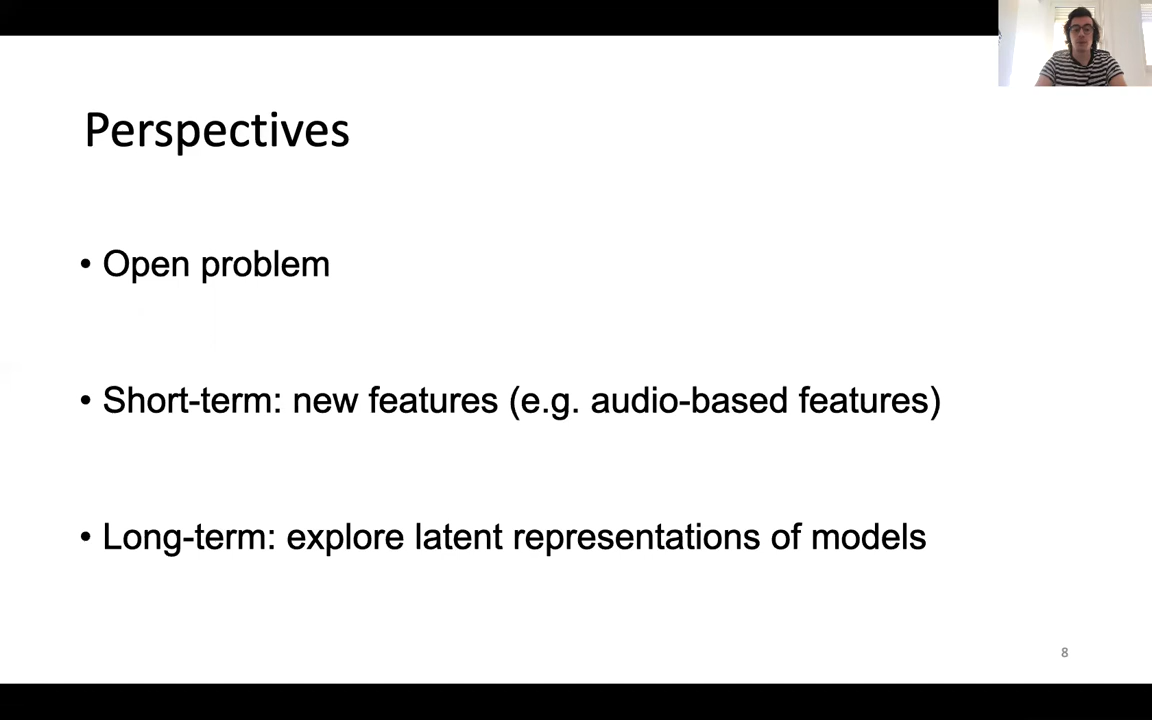 Perspectives
• Open problem
• Short-term: new features (e.g. audio-based features)
• Long-term: explore latent representations of models
8